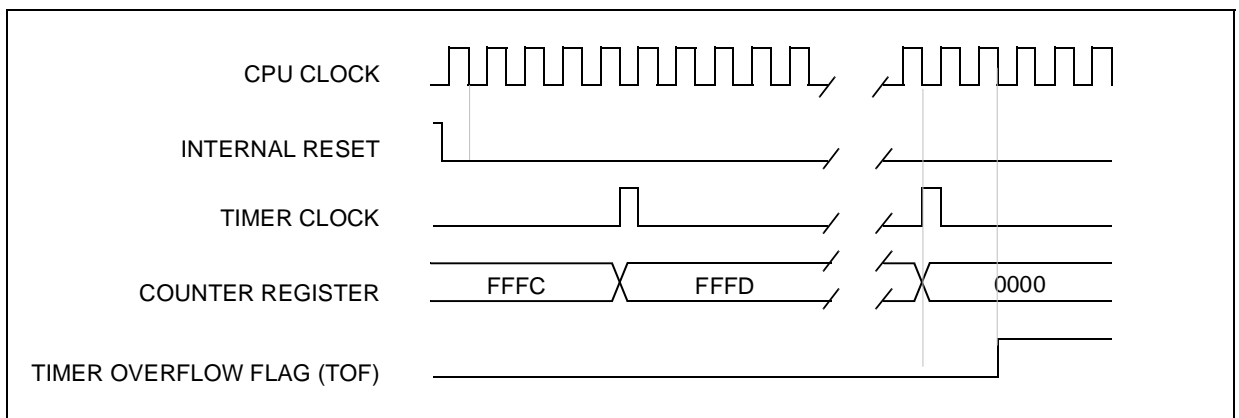 CPU CLOCK
INTERNAL RESET
TIMER CLOCK
COUNTER REGISTER
FFFC
FFFD
0000
TIMER OVERFLOW FLAG (TOF)